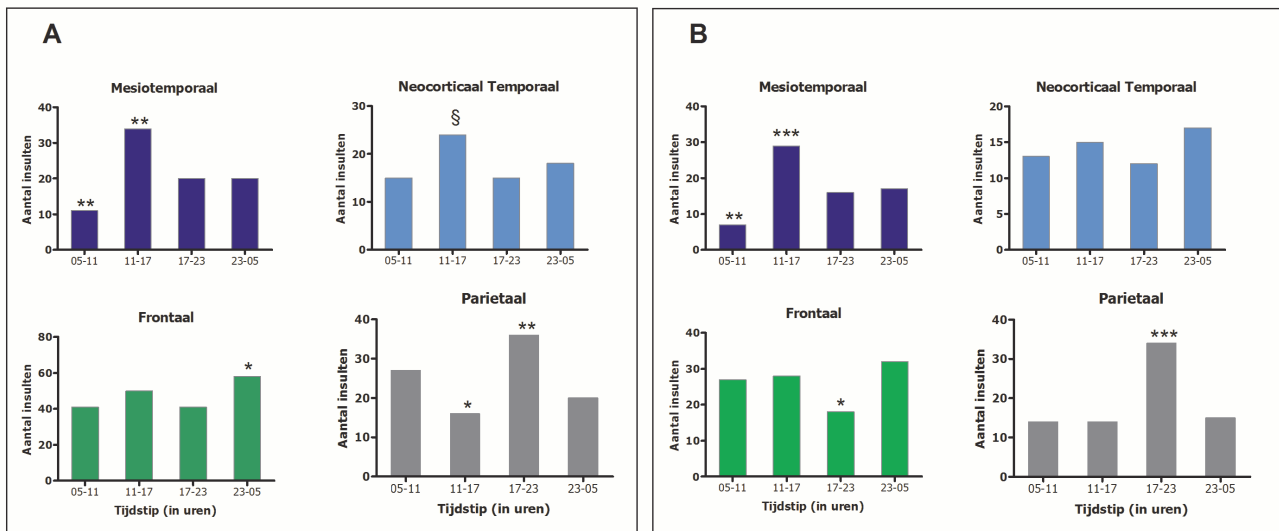 A
Mesiotemporaal
Aantal insulten
40
30
20
10
0
**
**
05-11 11-17 17-23 23-05
Neocorticaal Temporaal
Aantal insulten
30
20
10
0
§
05-11 11-17 17-23 23-05
Frontaal
Aantal insulten
80
60
40
20
0
*
05-11 11-17 17-23 23-05
Tijdstip (in uren)
Parietaal
Aantal insulten
40
30
20
10
0
*
**
05-11 11-17 17-23 23-05
Tijdstip (in uren)
B
Mesiotemporaal
Aantal insulten
40
30
20
10
0
**
***
05-11 11-17 17-23 23-05
Neocorticaal Temporaal
Aantal insulten
20
15
10
5
0
05-11 11-17 17-23 23-05
Frontaal
Aantal insulten
40
30
20
10
0
*
05-11 11-17 17-23 23-05
Tijdstip (in uren)
Parietaal
Aantal insulten
40
30
20
10
0
***
05-11 11-17 17-23 23-05
Tijdstip (in uren)